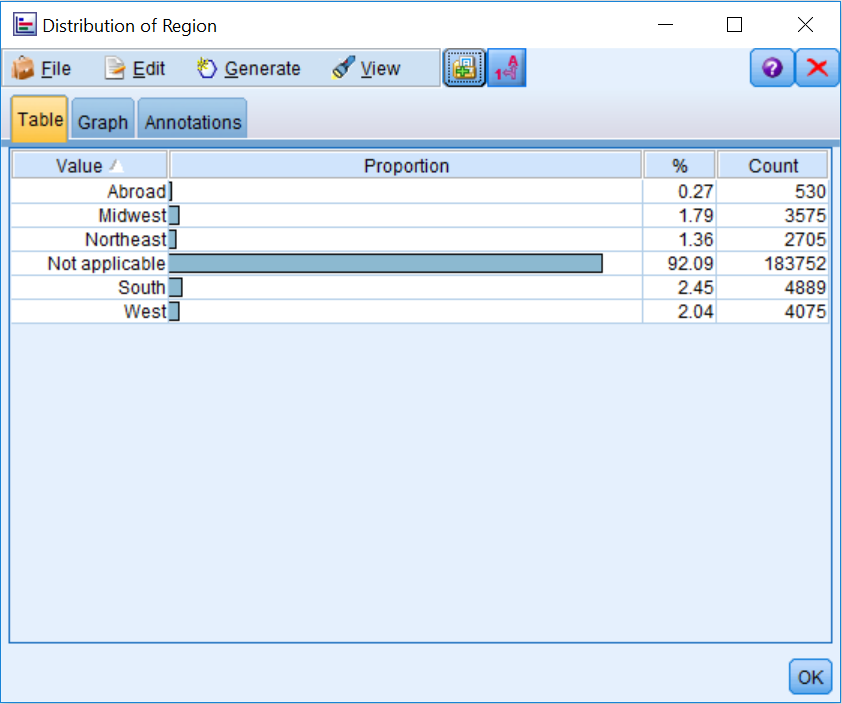 Distribution of Region
File Edit Generate View
Table Graph Annotations
Value Proportion % Count
Abroad 0.27 530
Midwest 1.79 3575
Northeast 1.36 2705
Not applicable 92.09 183752
South 2.45 4889
West 2.04 4075
OK